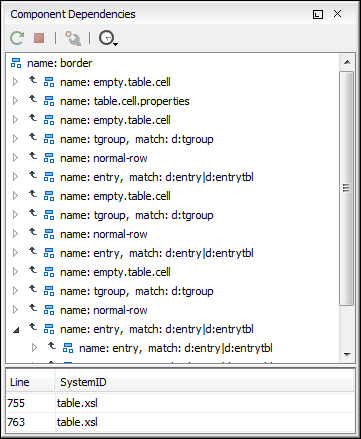 Component Dependencies
name: border
name: empty.table.cell
name: table.cell.properties
name: empty.table.cell
name: tgroup, match: d:tgroup
name: normal-row
name: entry, match: d:entry|d:entrytbl
name: empty.table.cell
name: tgroup, match: d:tgroup
name: normal-row
name: entry, match: d:entry|d:entrytbl
name: empty.table.cell
name: tgroup, match: d:tgroup
name: normal-row
name: entry, match: d:entry|d:entrytbl
name: entry, match: d:entry|d:entrytbl
Line SystemID
755 table.xsl
763 table.xsl